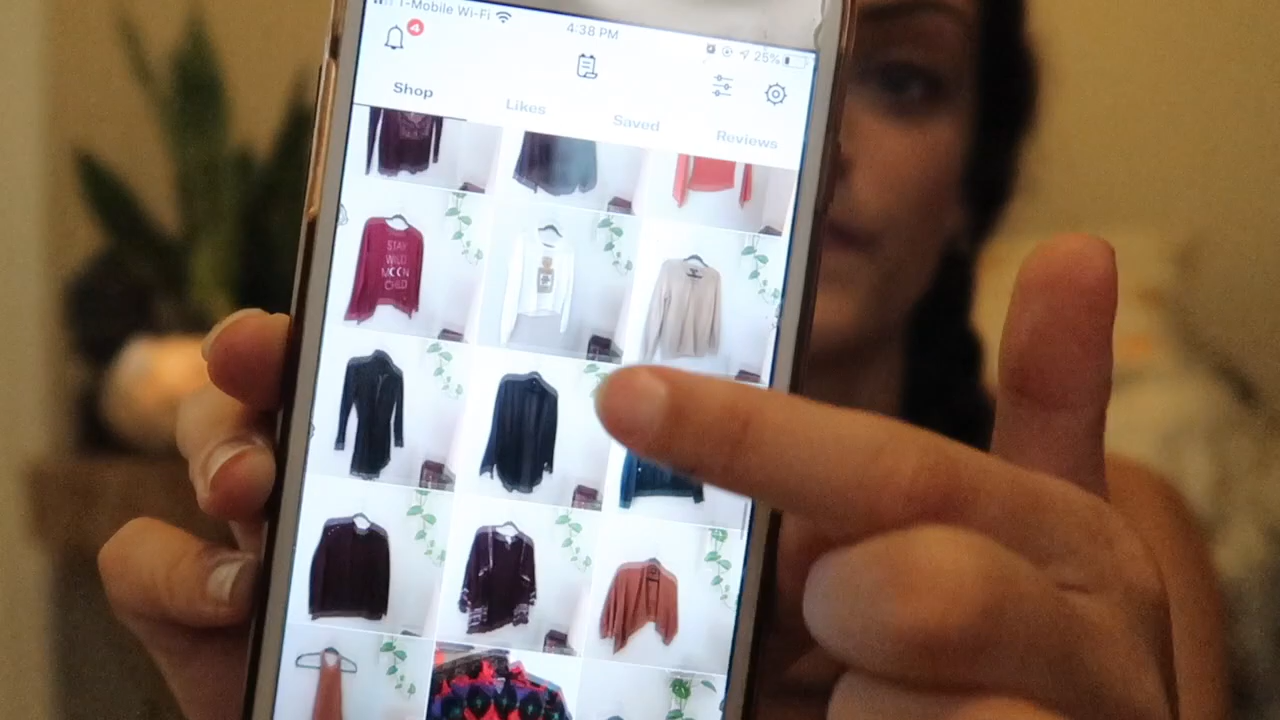 T-Mobile Wi-Fi
4:38 PM
25%
4
Shop
Likes
Saved
Reviews
STAY
WILD
MOON
CHILD